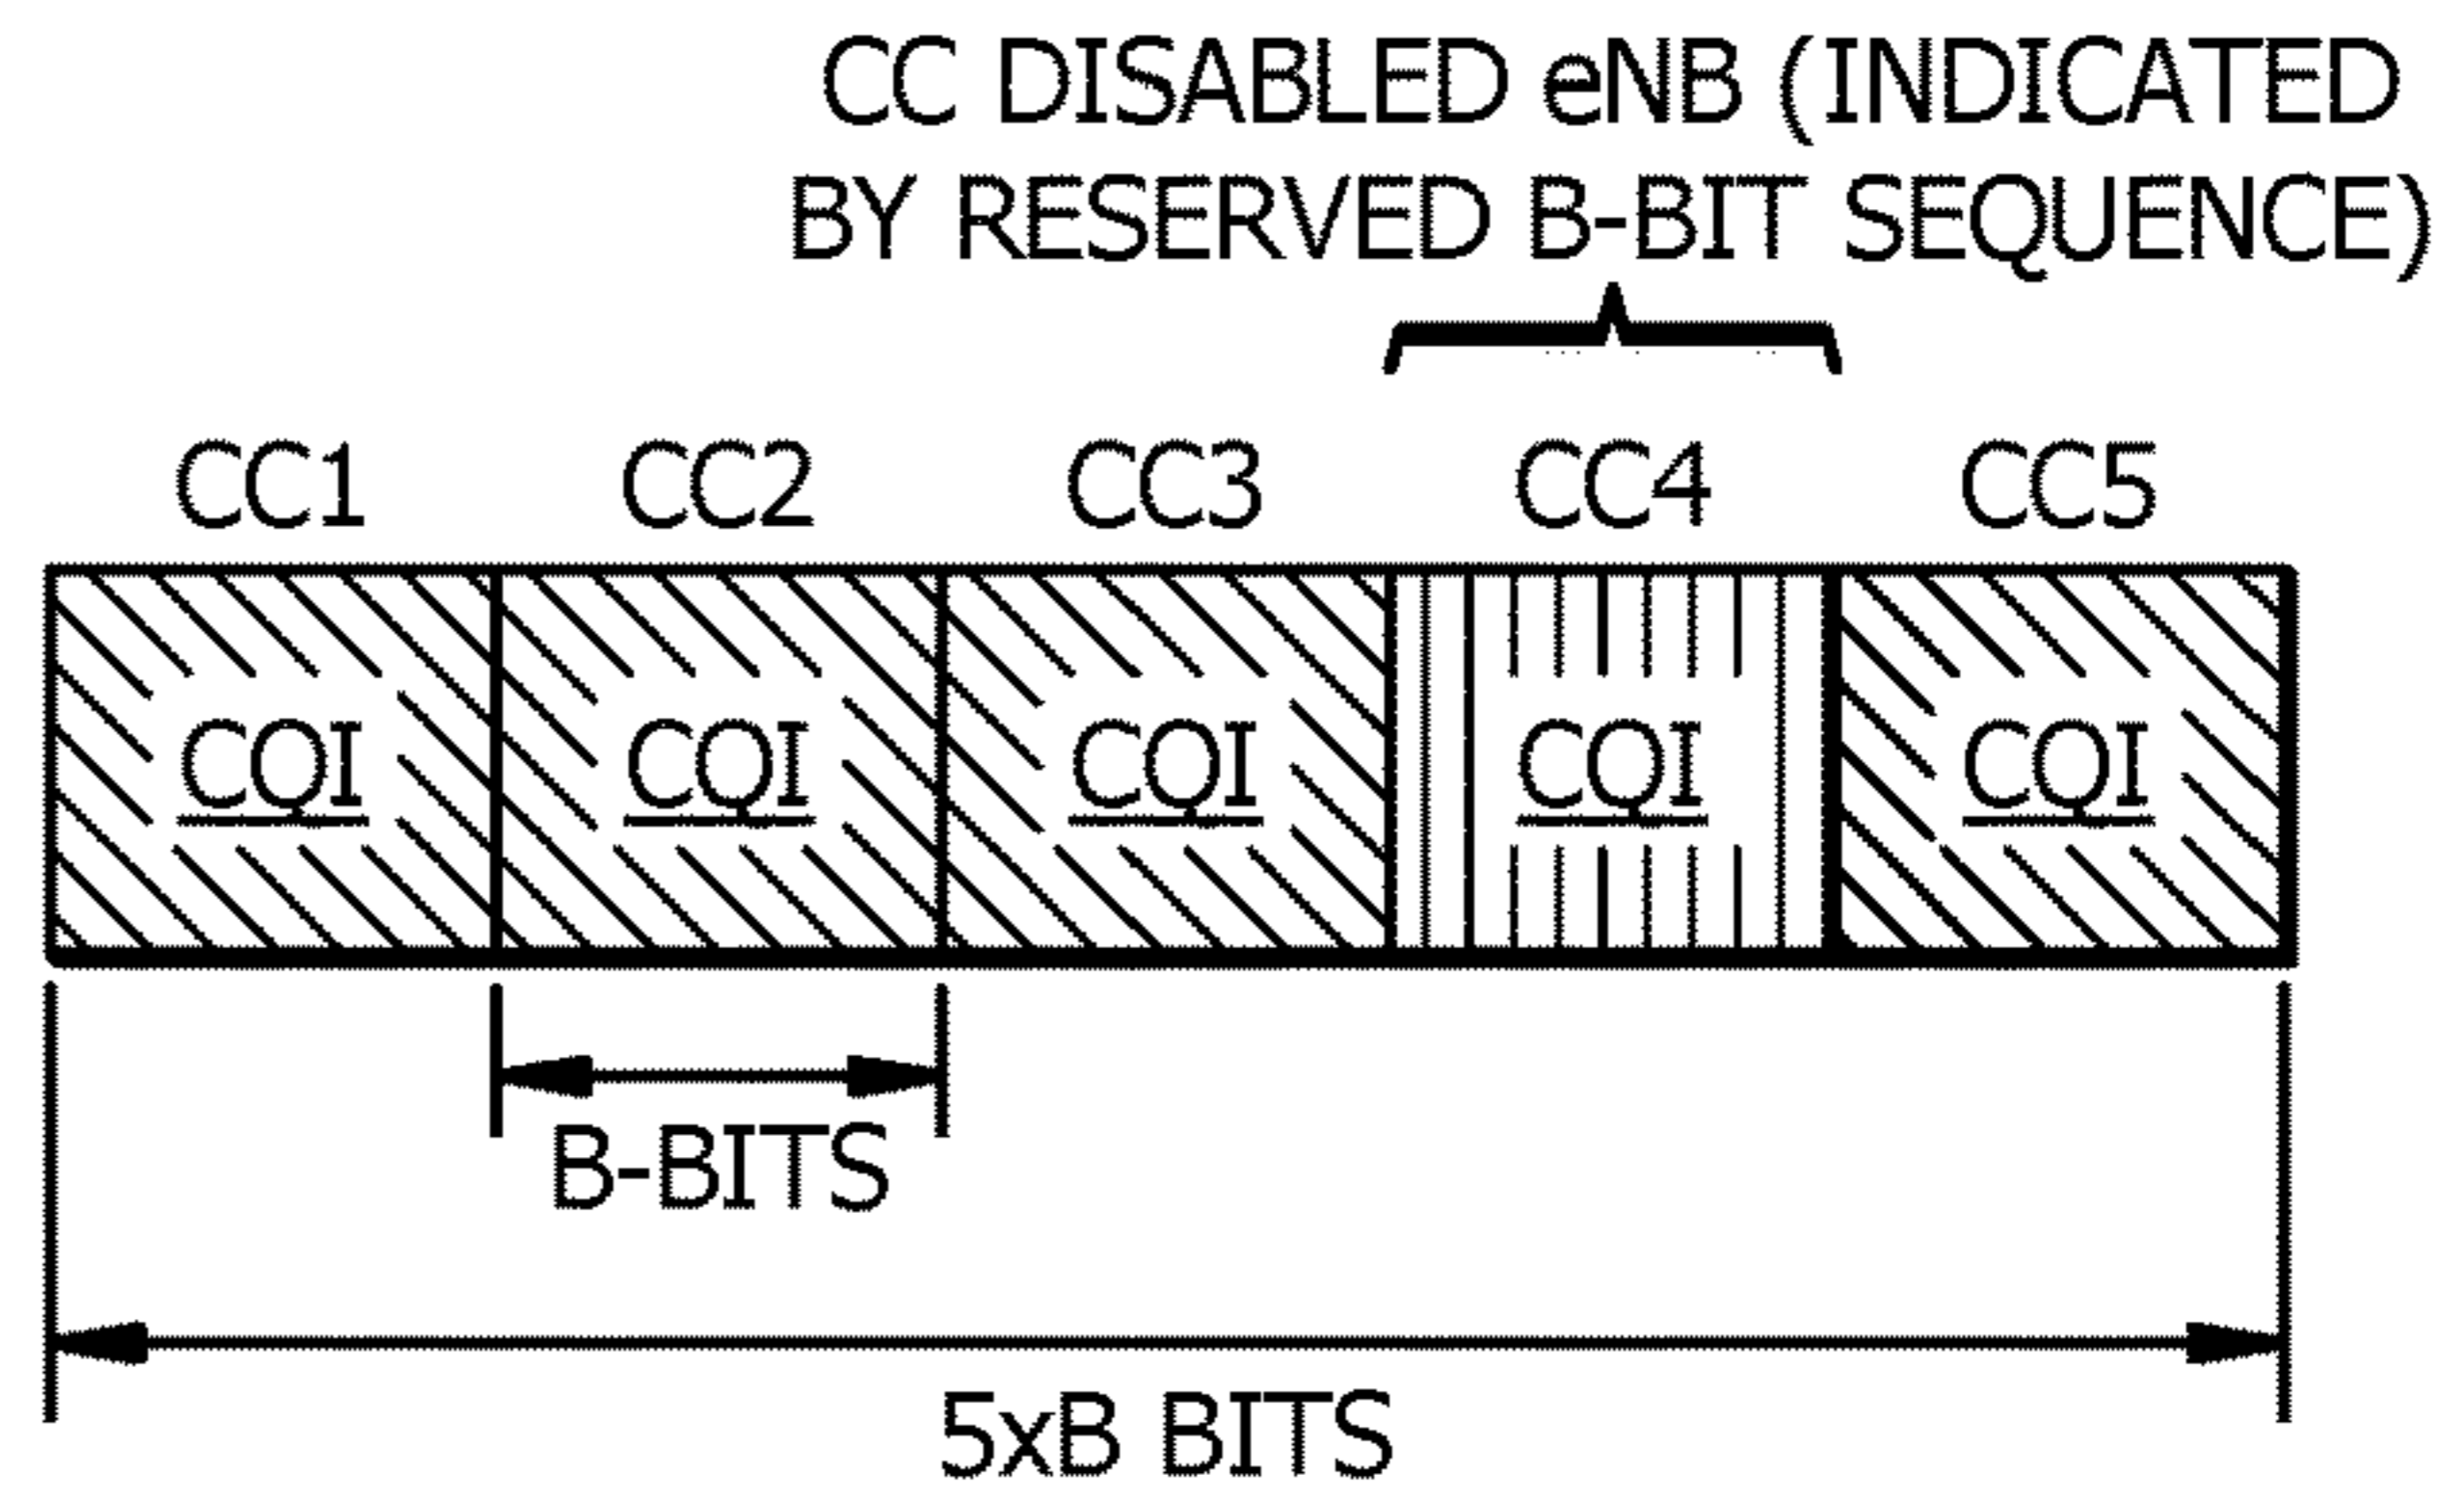 CC DISABLED eNB (INDICATED
BY RESERVED B-BIT SEQUENCE)
CC1 CC2 CC3 CC4 CC5
CQI CQI CQI CQI CQI
B-BITS
5xB BITS